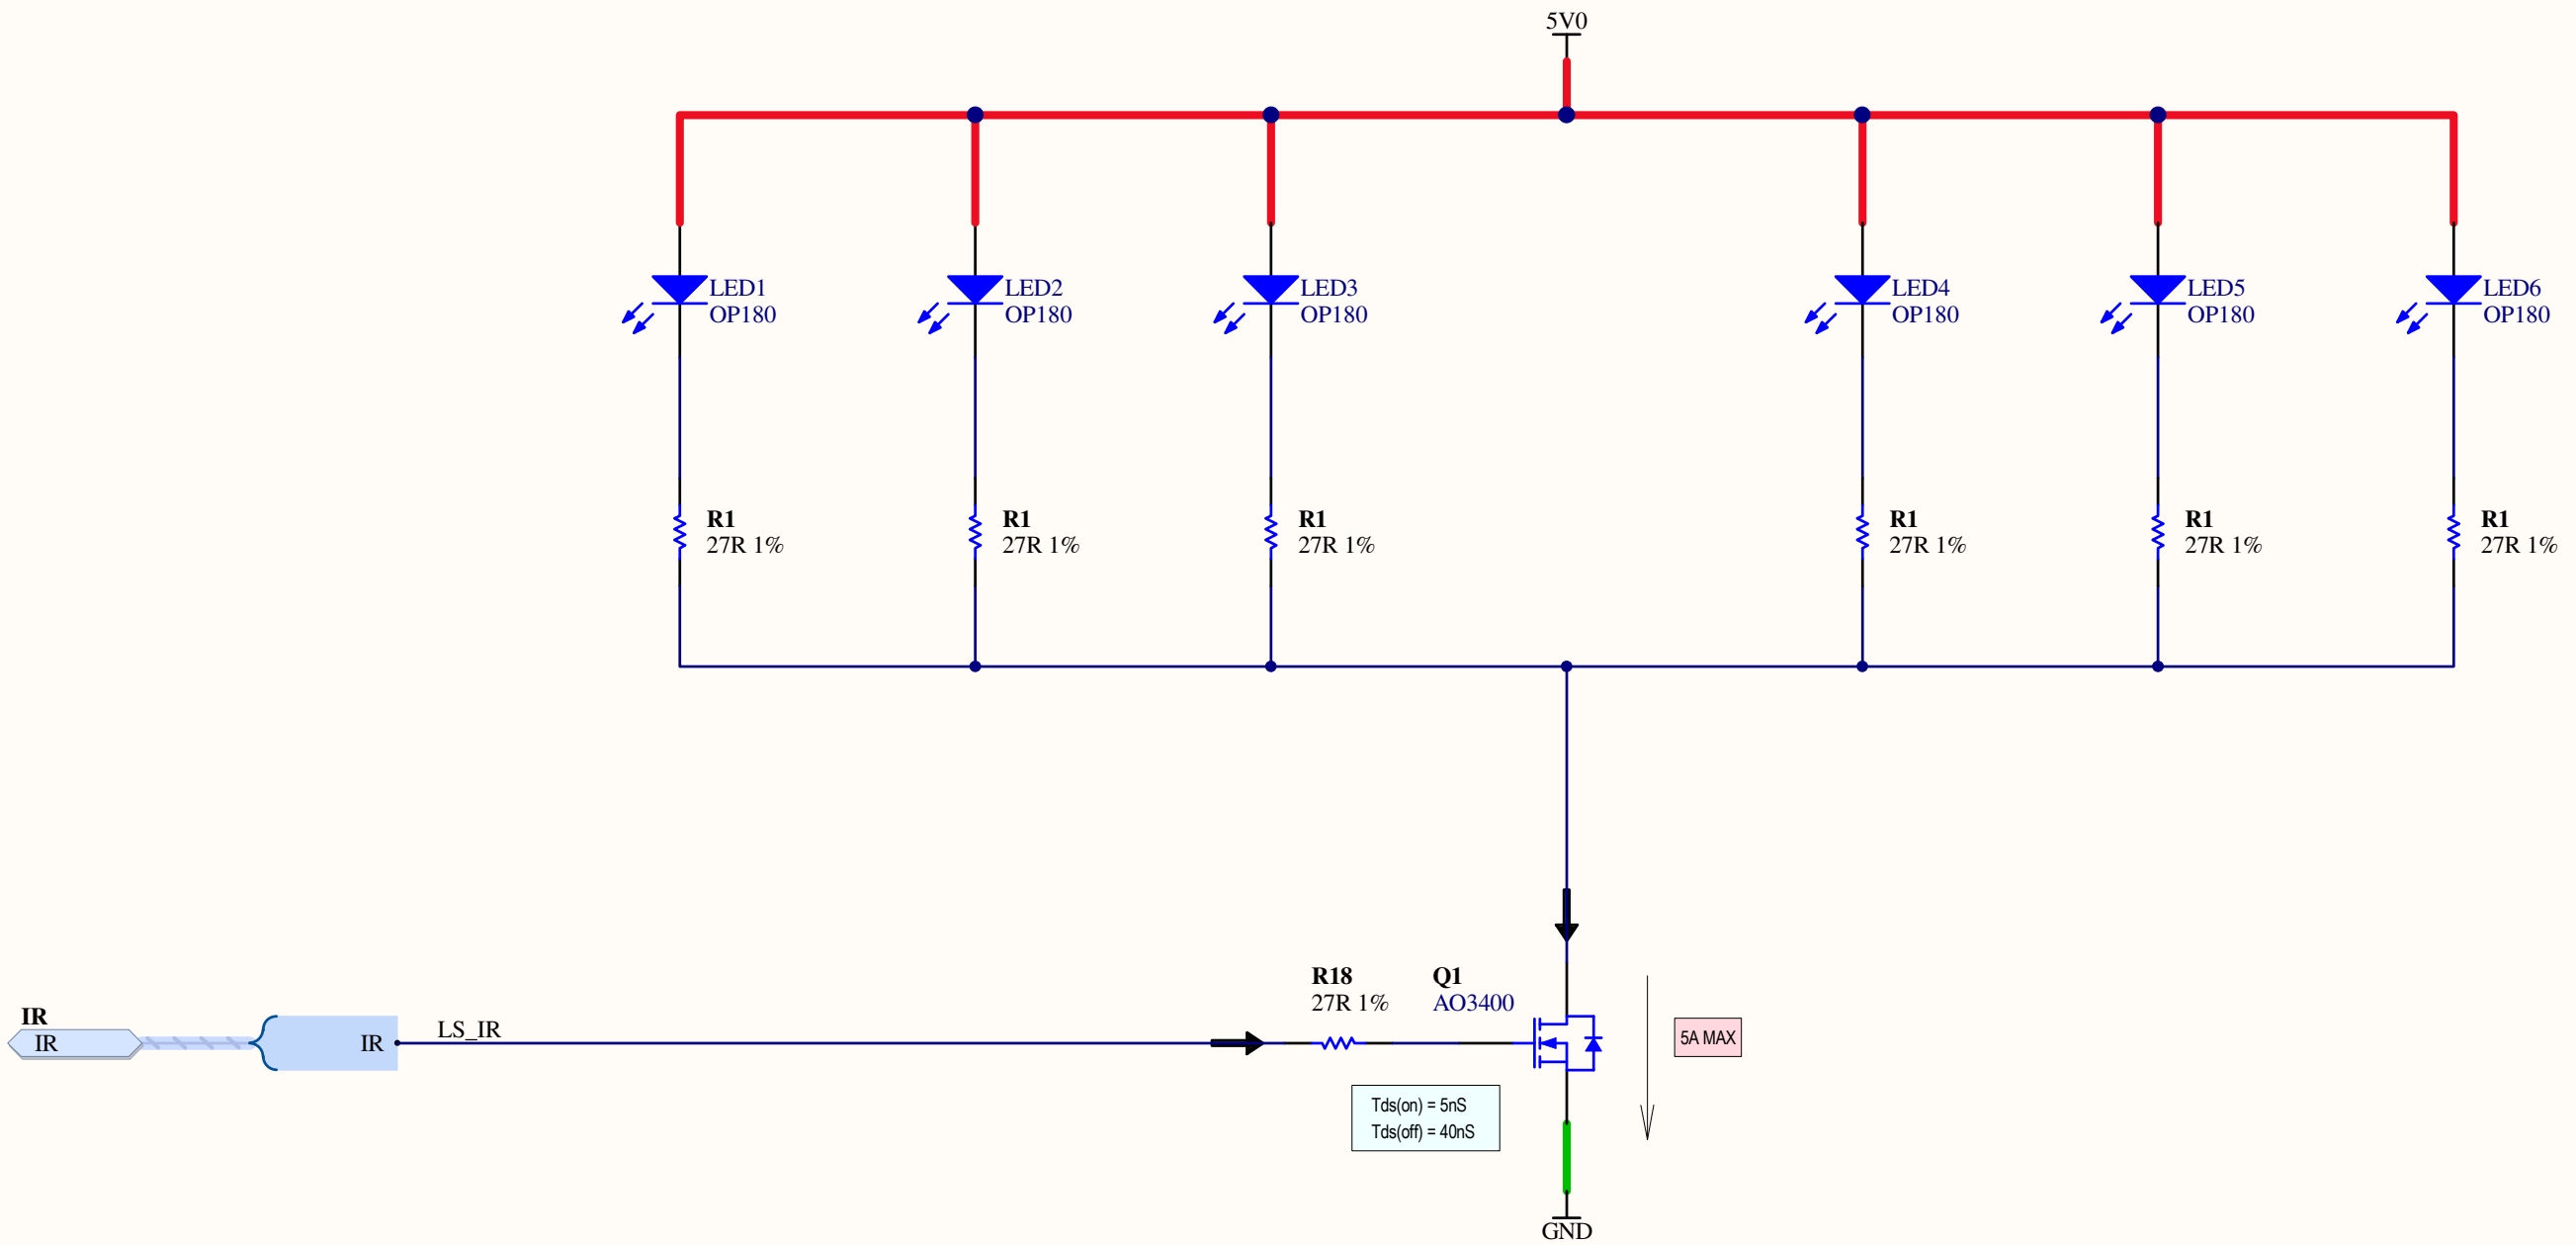 5V0
LED1
OP180
LED2
OP180
LED3
OP180
LED4
OP180
LED5
OP180
LED6
OP180
R1
27R 1%
R1
27R 1%
R1
27R 1%
R1
27R 1%
R1
27R 1%
R1
27R 1%
R18
27R 1%
Q1
AO3400
IR
IR
IR
LS_IR
5A MAX
Tds(on) = 5nS
Tds(off) = 40nS
GND